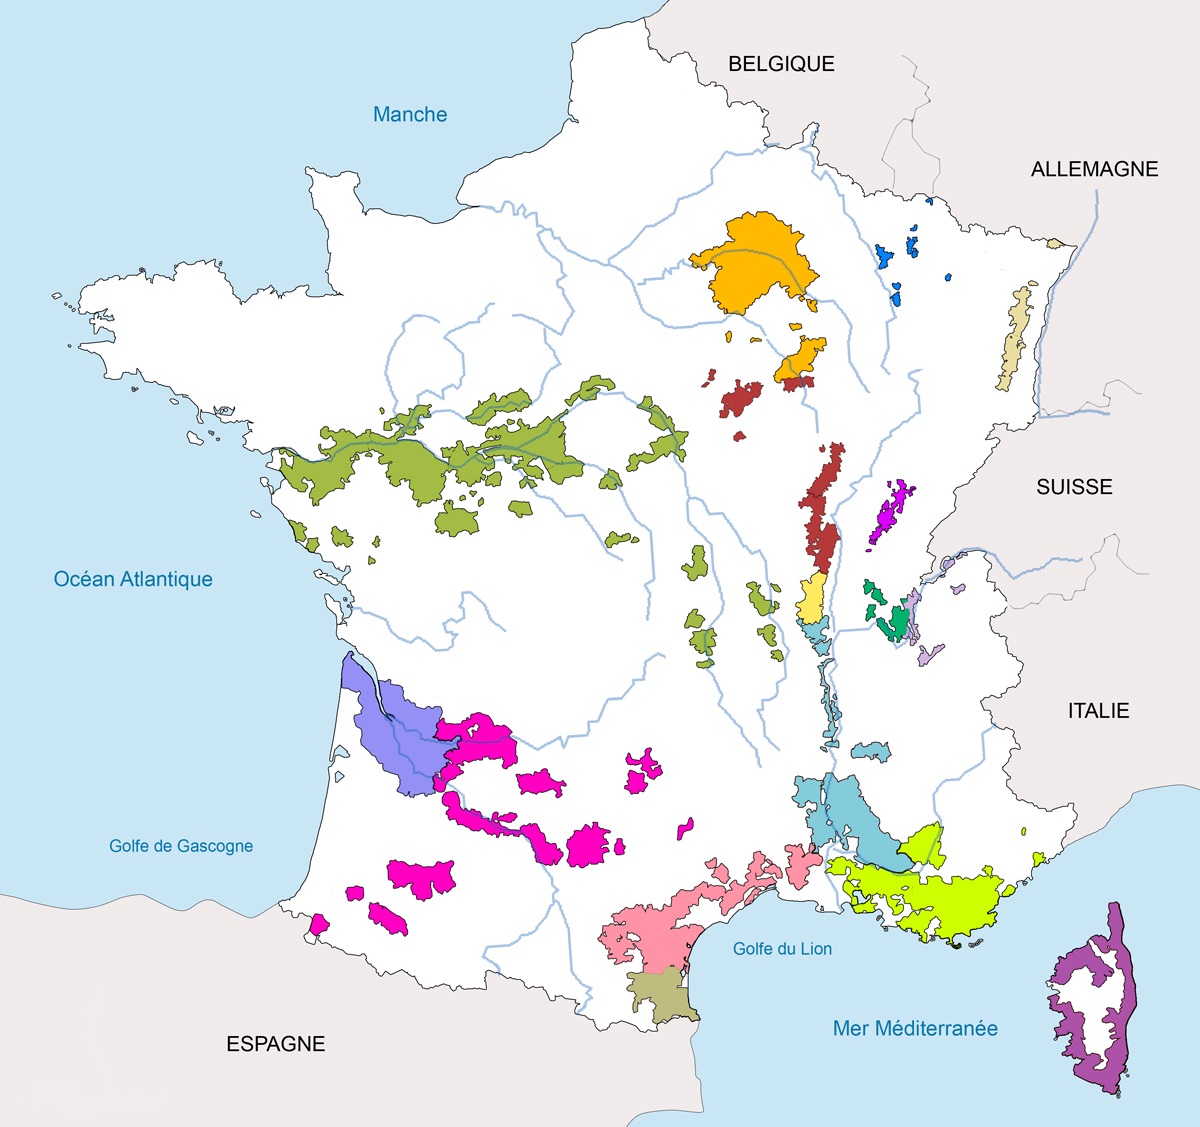 BELGIQUE
Manche
ALLEMAGNE
SUISSE
Océan Atlantique
ITALIE
Golfe de Gascogne
Golfe du Lion
Mer Méditerranée
ESPAGNE